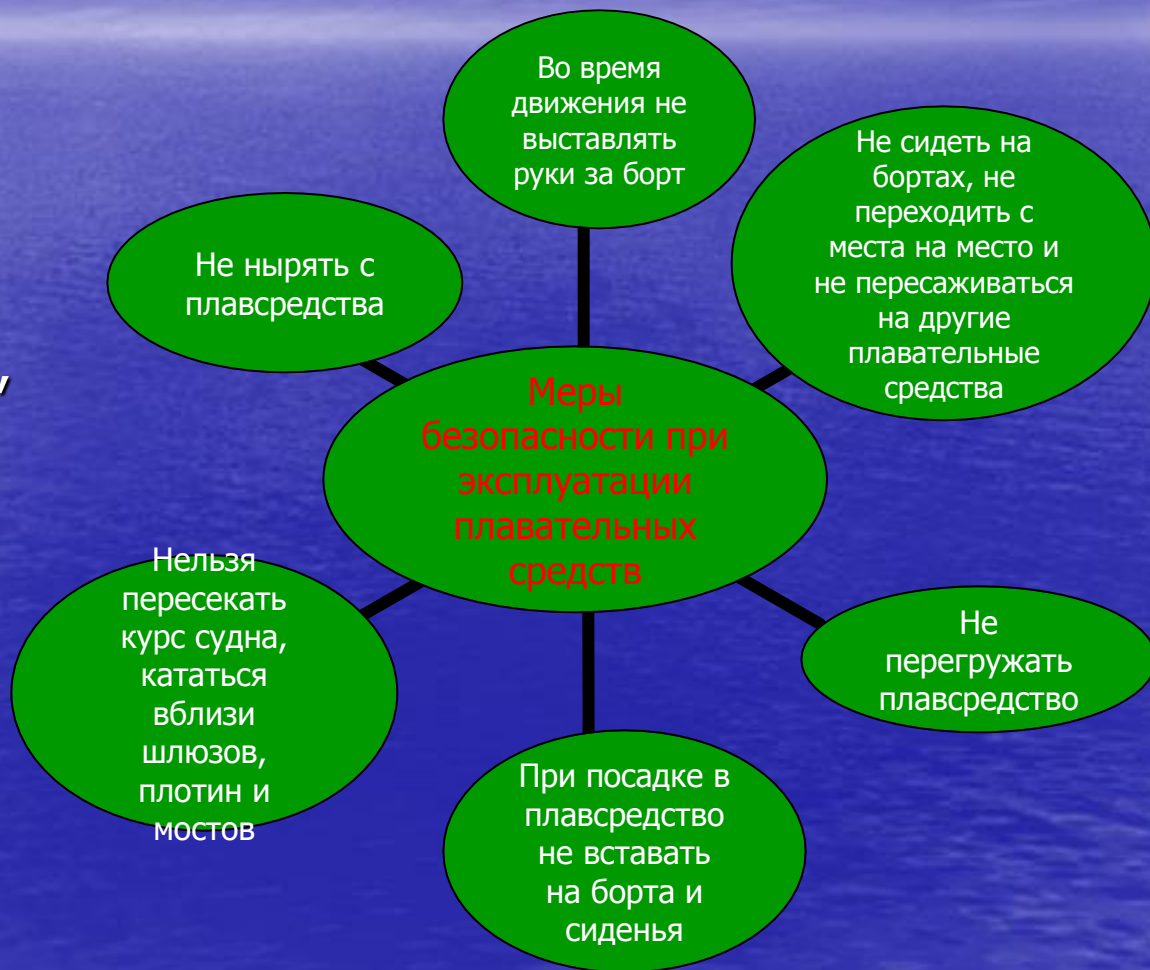 Во время
движения не
выставлять
руки за борт
Не сидеть на
бортах, не
переходить с
места на место и
не пересаживаться
на другие
плавательные
средства
Не нырять с
плавсредства
,
Меры
безопасности при
эксплуатации
плавательных
средств
Нельзя
пересекать
курс судна,
кататься
вблизи
шлюзов,
плотин и
мостов
Не
перегружать
плавсредство
При посадке в
плавсредство
не вставать
на борта и
сиденья